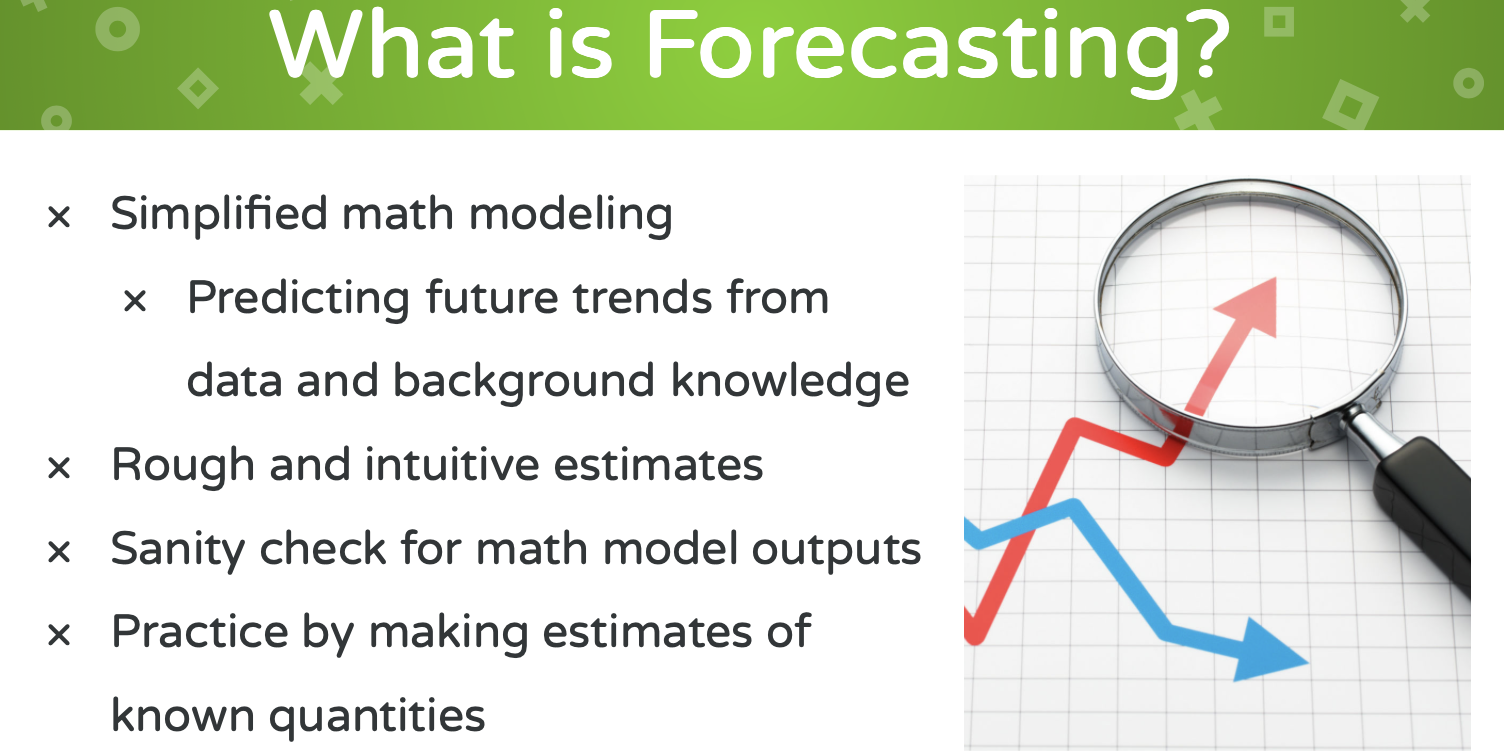 What is Forecasting?
× Simplified math modeling
× Predicting future trends from
data and background knowledge
× Rough and intuitive estimates
× Sanity check for math model outputs
× Practice by making estimates of
known quantities